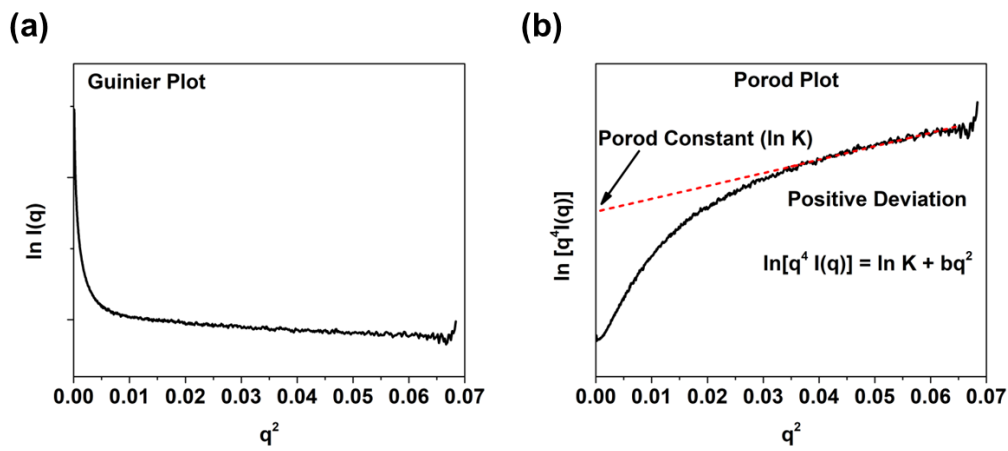 (a)
Guinier Plot
ln I(q)
0.00 0.01 0.02 0.03 0.04 0.05 0.06 0.07
q²
(b)
Porod Plot
Porod Constant (ln K)
Positive Deviation
ln[q⁴ I(q)] = ln K + bq²
ln [q⁴I(q)]
0.00 0.01 0.02 0.03 0.04 0.05 0.06 0.07
q²